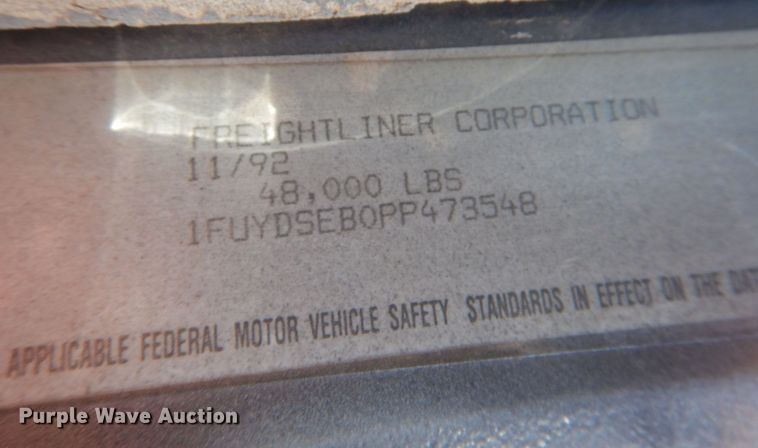 FREIGHTLINER CORPORATION
11/92
48,000 LBS
1FUYDSEB0PP473548
APPLICABLE FEDERAL MOTOR VEHICLE SAFETY STANDARDS IN EFFECT ON THE DAT
Purple Wave Auction